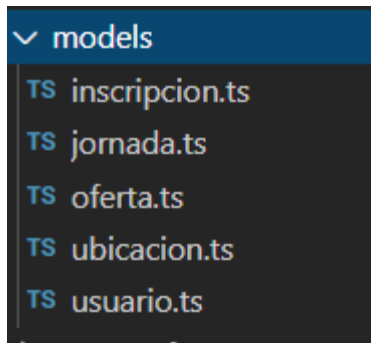 models
TS inscripcion.ts
TS jornada.ts
TS oferta.ts
TS ubicacion.ts
TS usuario.ts